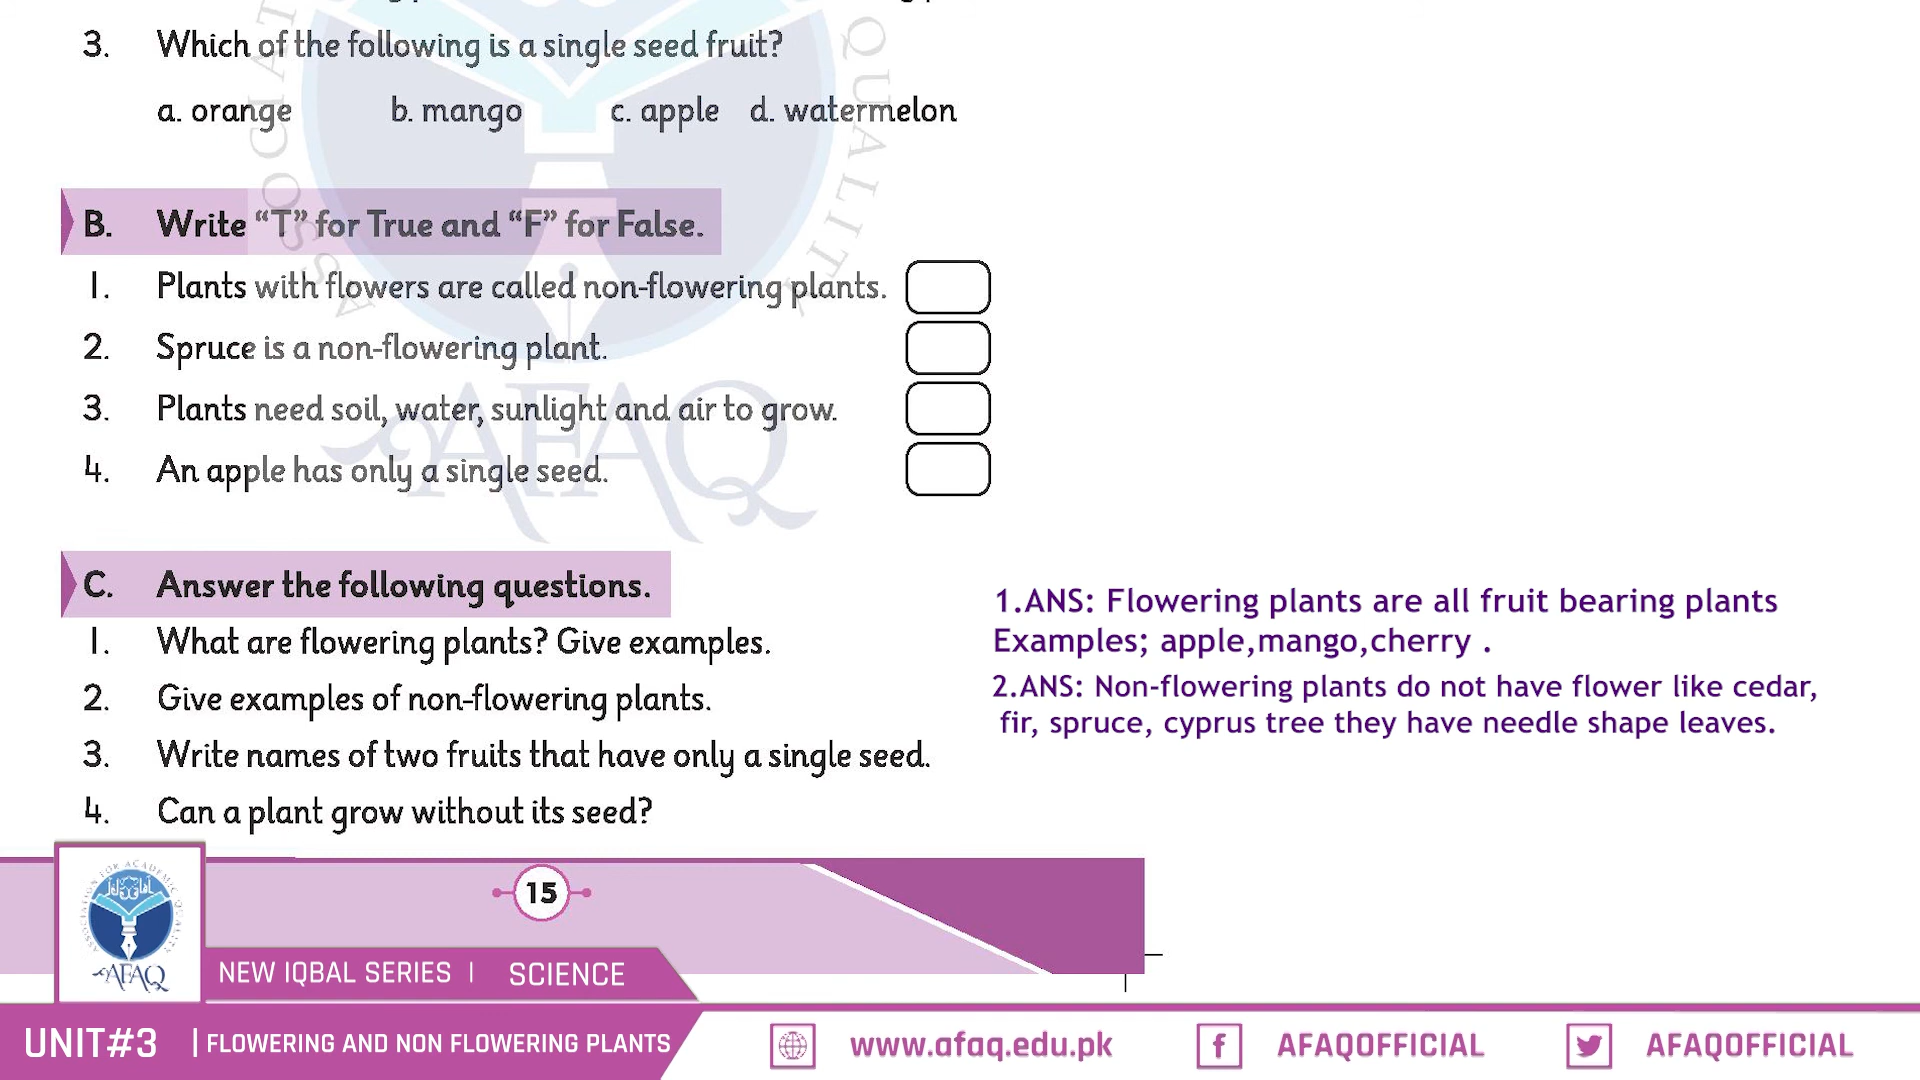 3. Which of the following is a single seed fruit?
a. orange b. mango c. apple d. watermelon
B. Write “T” for True and “F” for False.
1. Plants with flowers are called non-flowering plants.
2. Spruce is a non-flowering plant.
3. Plants need soil, water, sunlight and air to grow.
4. An apple has only a single seed.
AFAQ
C. Answer the following questions.
1. What are flowering plants? Give examples.
2. Give examples of non-flowering plants.
3. Write names of two fruits that have only a single seed.
4. Can a plant grow without its seed?
1.ANS: Flowering plants are all fruit bearing plants
Examples; apple,mango,cherry .
2.ANS: Non-flowering plants do not have flower like cedar,
fir, spruce, cyprus tree they have needle shape leaves.
15
ASSOCIATION FOR ACADEMIC QUALITY
AFAQ
NEW IQBAL SERIES | SCIENCE
UNIT#3 | FLOWERING AND NON FLOWERING PLANTS
www.afaq.edu.pk
AFAQOFFICIAL
AFAQOFFICIAL